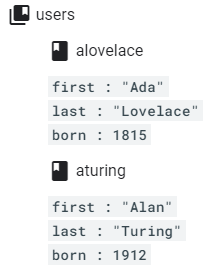 users
alovelace
first : "Ada"
last : "Lovelace"
born : 1815
aturing
first : "Alan"
last : "Turing"
born : 1912